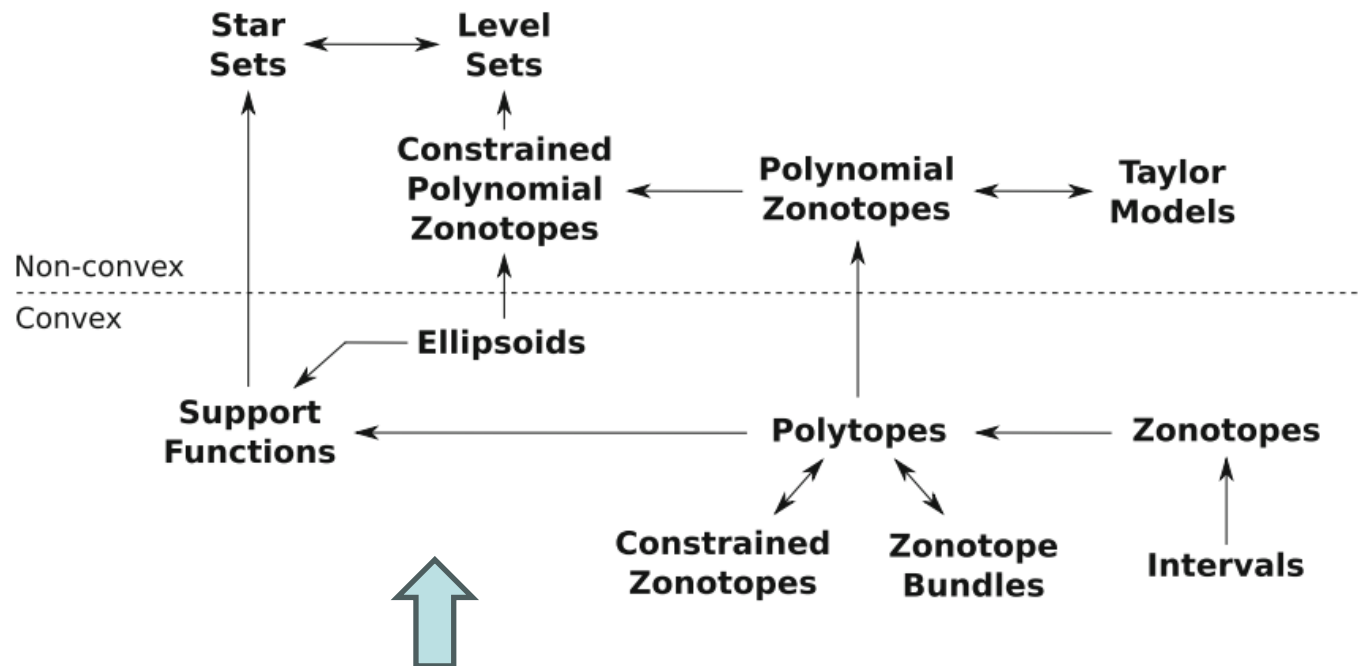 Star
Sets
Level
Sets
Constrained
Polynomial
Zonotopes
Polynomial
Zonotopes
Taylor
Models
Non-convex
Convex
Ellipsoids
Support
Functions
Polytopes
Zonotopes
Constrained
Zonotopes
Zonotope
Bundles
Intervals